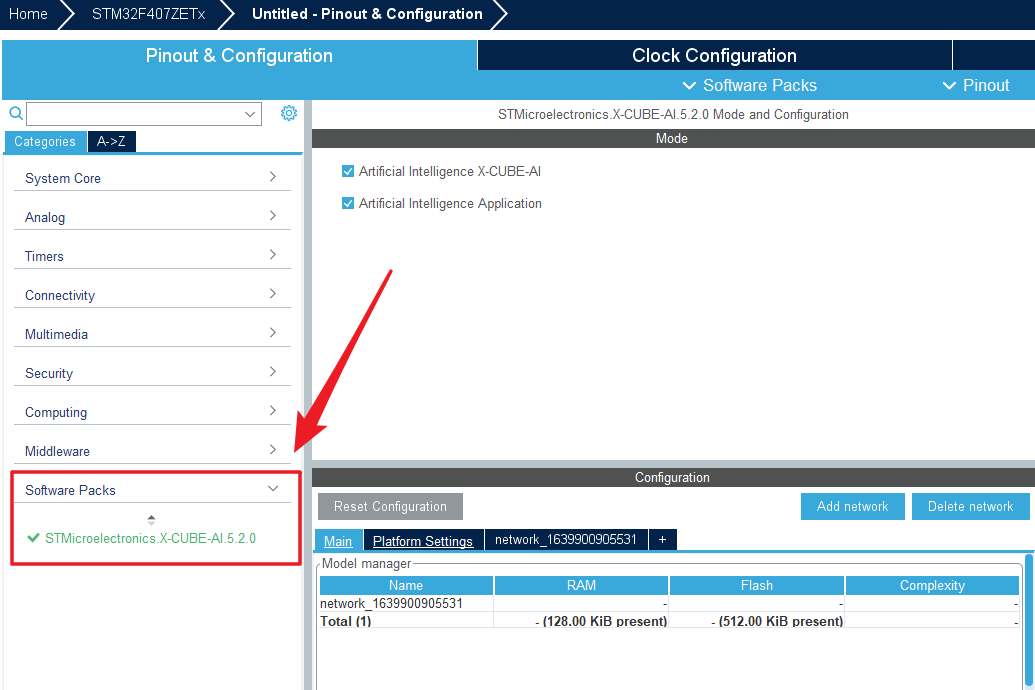 Home STM32F407ZETx Untitled - Pinout & Configuration
Pinout & Configuration Clock Configuration
Software Packs Pinout
STMicroelectronics.X-CUBE-AI.5.2.0 Mode and Configuration
Categories A->Z
Mode
System Core
Artificial Intelligence X-CUBE-AI
Analog
Artificial Intelligence Application
Timers
Connectivity
Multimedia
Security
Computing
Middleware
Software Packs
STMicroelectronics.X-CUBE-AI.5.2.0
Configuration
Reset Configuration Add network Delete network
Main Platform Settings network_1639900905531 +
Model manager
Name RAM Flash Complexity
network_1639900905531 - - -
Total (1) - (128.00 KiB present) - (512.00 KiB present) -